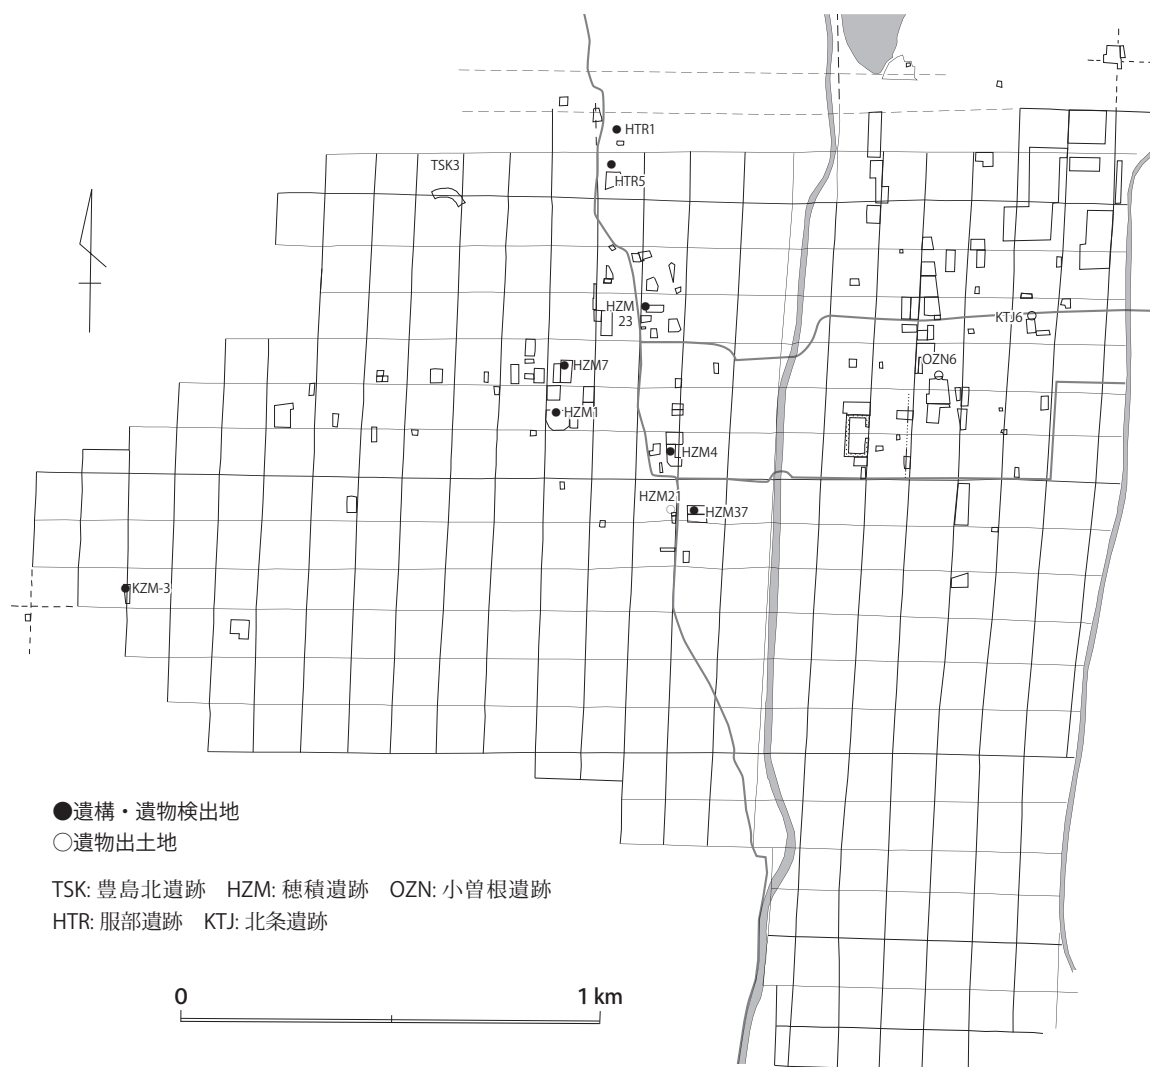 HTR1
TSK3
HTR5
HZM
23
KTJ6
OZN6
HZM7
HZM1
HZM4
HZM21
HZM37
KZM-3
●遺構・遺物検出地
○遺物出土地
TSK: 豊島北遺跡 HZM: 穂積遺跡 OZN: 小曽根遺跡
HTR: 服部遺跡 KTJ: 北条遺跡
0 1 km